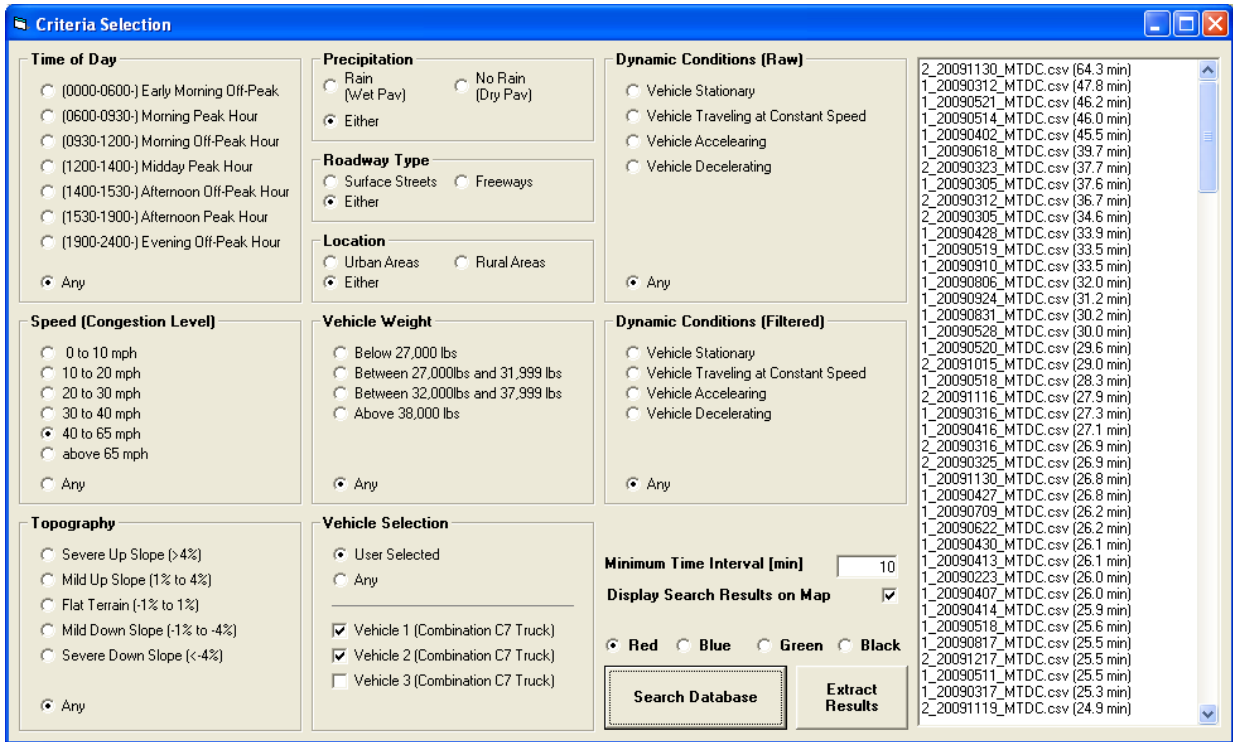 Criteria Selection
Time of Day
(0000-0600-) Early Morning Off-Peak
(0600-0930-) Morning Peak Hour
(0930-1200-) Morning Off-Peak Hour
(1200-1400-) Midday Peak Hour
(1400-1530-) Afternoon Off-Peak Hour
(1530-1900-) Afternoon Peak Hour
(1900-2400-) Evening Off-Peak Hour
Any
Precipitation
Rain
(Wet Pav)
No Rain
(Dry Pav)
Either
Roadway Type
Surface Streets
Freeways
Either
Location
Urban Areas
Rural Areas
Either
Dynamic Conditions (Raw)
Vehicle Stationary
Vehicle Traveling at Constant Speed
Vehicle Accelearing
Vehicle Decelerating
Any
Speed (Congestion Level)
0 to 10 mph
10 to 20 mph
20 to 30 mph
30 to 40 mph
40 to 65 mph
above 65 mph
Any
Vehicle Weight
Below 27,000 lbs
Between 27,000lbs and 31,999 lbs
Between 32,000lbs and 37,999 lbs
Above 38,000 lbs
Any
Dynamic Conditions (Filtered)
Vehicle Stationary
Vehicle Traveling at Constant Speed
Vehicle Accelearing
Vehicle Decelerating
Any
Topography
Severe Up Slope (>4%)
Mild Up Slope (1% to 4%)
Flat Terrain (-1% to 1%)
Mild Down Slope (-1% to -4%)
Severe Down Slope (<-4%)
Any
Vehicle Selection
User Selected
Any
Vehicle 1 (Combination C7 Truck)
Vehicle 2 (Combination C7 Truck)
Vehicle 3 (Combination C7 Truck)
Minimum Time Interval [min]
10
Display Search Results on Map
Red
Blue
Green
Black
Search Database
Extract
Results
2_20091130_MTDC.csv (64.3 min)
1_20090312_MTDC.csv (47.8 min)
1_20090521_MTDC.csv (46.2 min)
1_20090514_MTDC.csv (46.0 min)
1_20090402_MTDC.csv (45.5 min)
1_20090618_MTDC.csv (39.7 min)
2_20090323_MTDC.csv (37.7 min)
1_20090305_MTDC.csv (37.6 min)
2_20090312_MTDC.csv (36.7 min)
2_20090305_MTDC.csv (34.6 min)
1_20090428_MTDC.csv (33.9 min)
1_20090519_MTDC.csv (33.5 min)
1_20090910_MTDC.csv (33.5 min)
1_20090806_MTDC.csv (32.0 min)
1_20090924_MTDC.csv (31.2 min)
1_20090831_MTDC.csv (30.2 min)
1_20090528_MTDC.csv (30.0 min)
1_20090520_MTDC.csv (29.6 min)
2_20091015_MTDC.csv (29.0 min)
1_20090518_MTDC.csv (28.3 min)
2_20091116_MTDC.csv (27.9 min)
1_20090316_MTDC.csv (27.3 min)
1_20090416_MTDC.csv (27.1 min)
2_20090316_MTDC.csv (26.9 min)
2_20090325_MTDC.csv (26.9 min)
1_20091130_MTDC.csv (26.8 min)
1_20090427_MTDC.csv (26.8 min)
1_20090709_MTDC.csv (26.2 min)
1_20090622_MTDC.csv (26.2 min)
1_20090430_MTDC.csv (26.1 min)
1_20090413_MTDC.csv (26.1 min)
1_20090223_MTDC.csv (26.0 min)
1_20090407_MTDC.csv (26.0 min)
1_20090414_MTDC.csv (25.9 min)
2_20090518_MTDC.csv (25.6 min)
1_20090817_MTDC.csv (25.5 min)
2_20091217_MTDC.csv (25.5 min)
1_20090511_MTDC.csv (25.5 min)
1_20090317_MTDC.csv (25.3 min)
2_20091119_MTDC.csv (24.9 min)